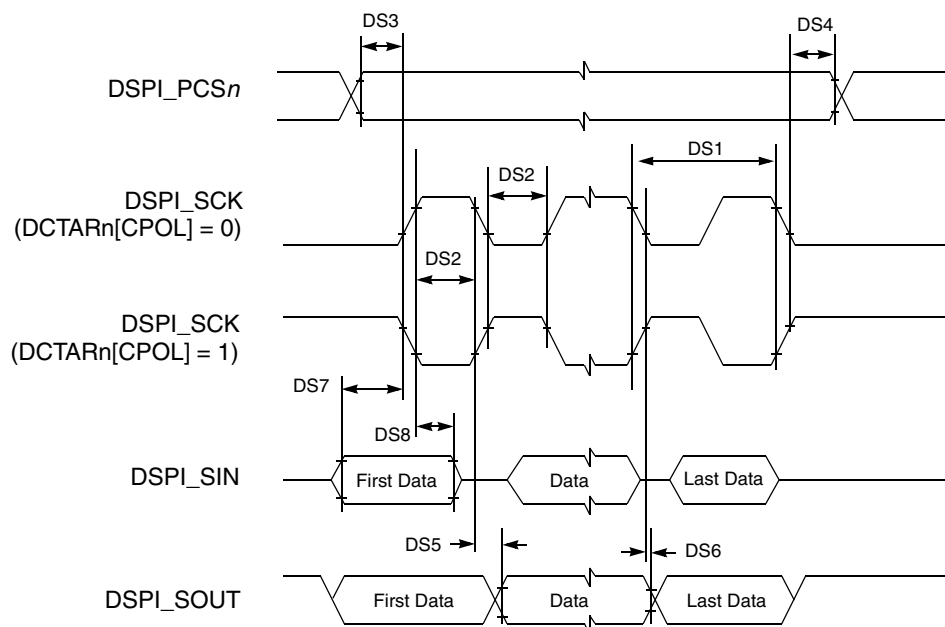 DS3
DS4
DSPI_PCSn
DS1
DS2
DSPI_SCK
(DCTARn[CPOL] = 0)
DS2
DSPI_SCK
(DCTARn[CPOL] = 1)
DS7
DS8
DSPI_SIN
First Data
Data
Last Data
DS5
DS6
DSPI_SOUT
First Data
Data
Last Data